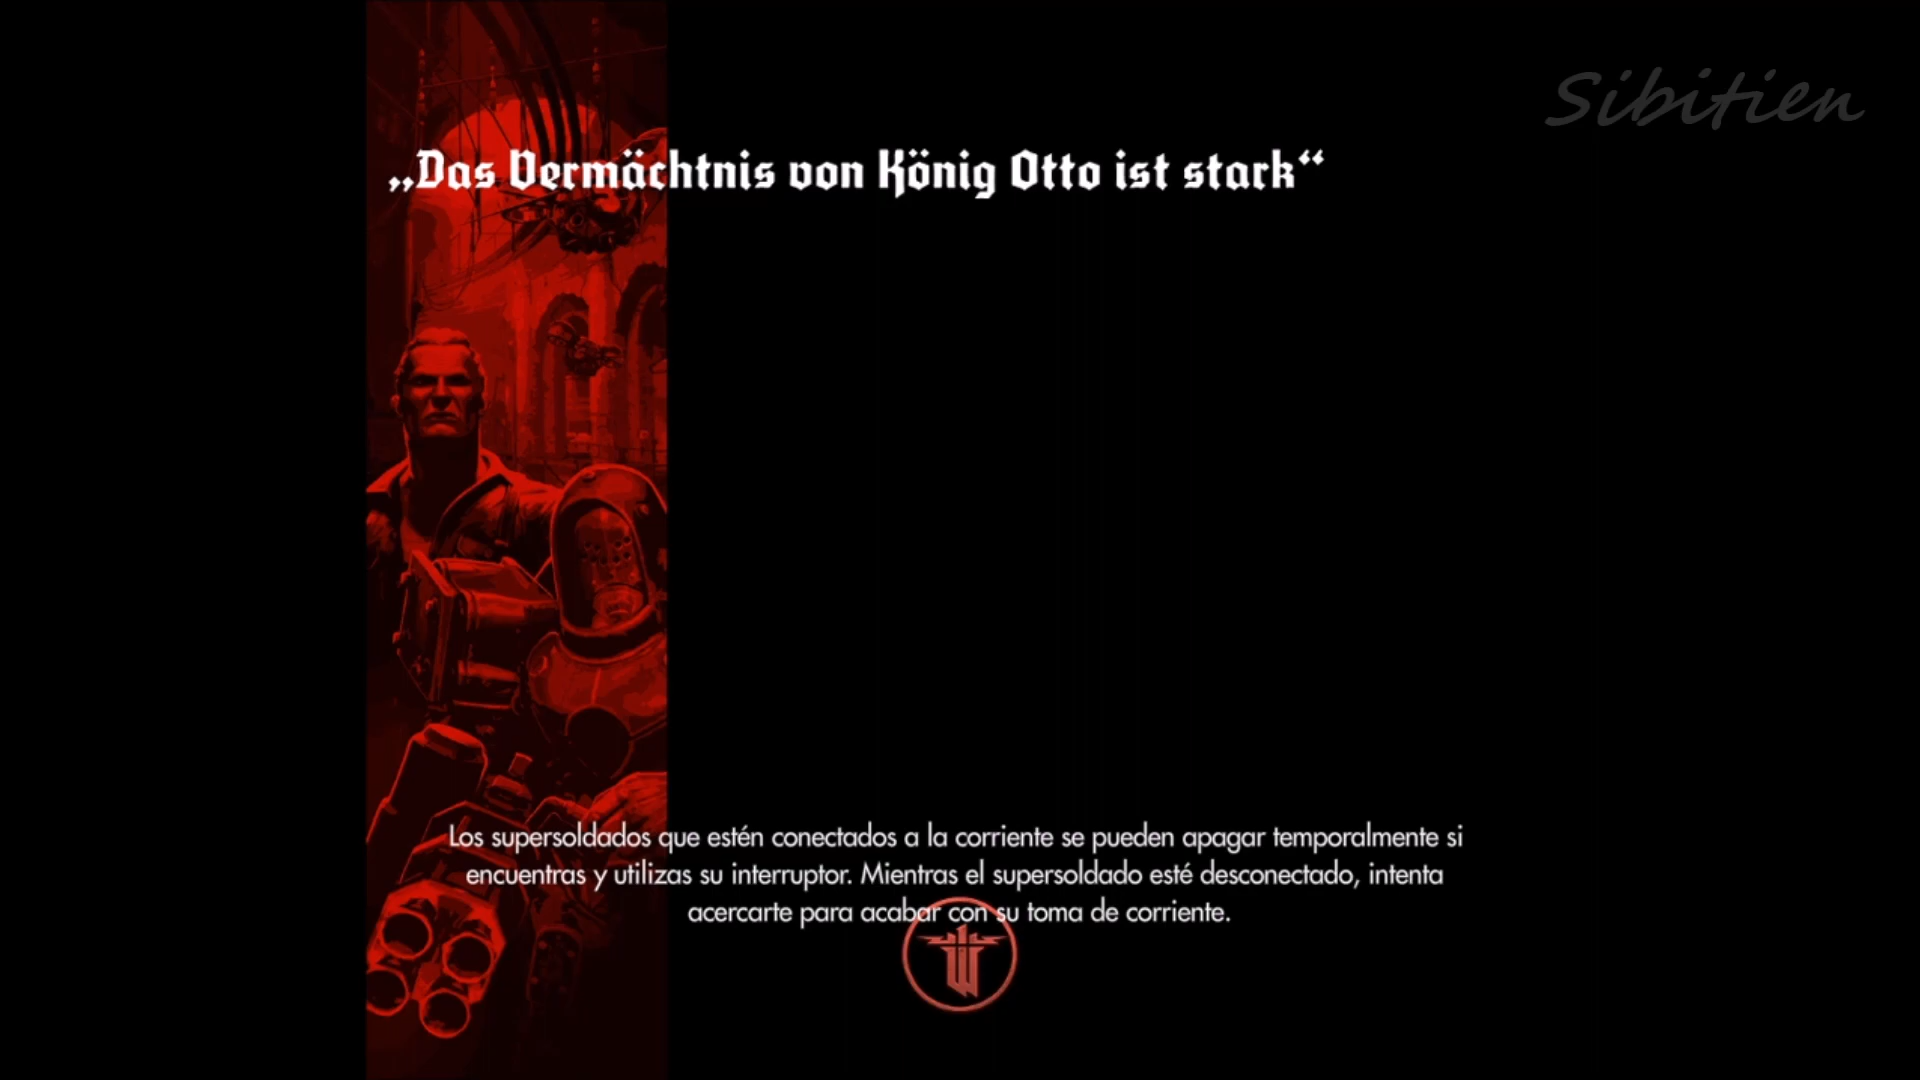 Sibitien
„Das Vermächtnis von König Otto ist stark“
Los supersoldados que estén conectados a la corriente se pueden apagar temporalmente si
encuentras y utilizas su interruptor. Mientras el supersoldado esté desconectado, intenta
acercarte para acabar con su toma de corriente.